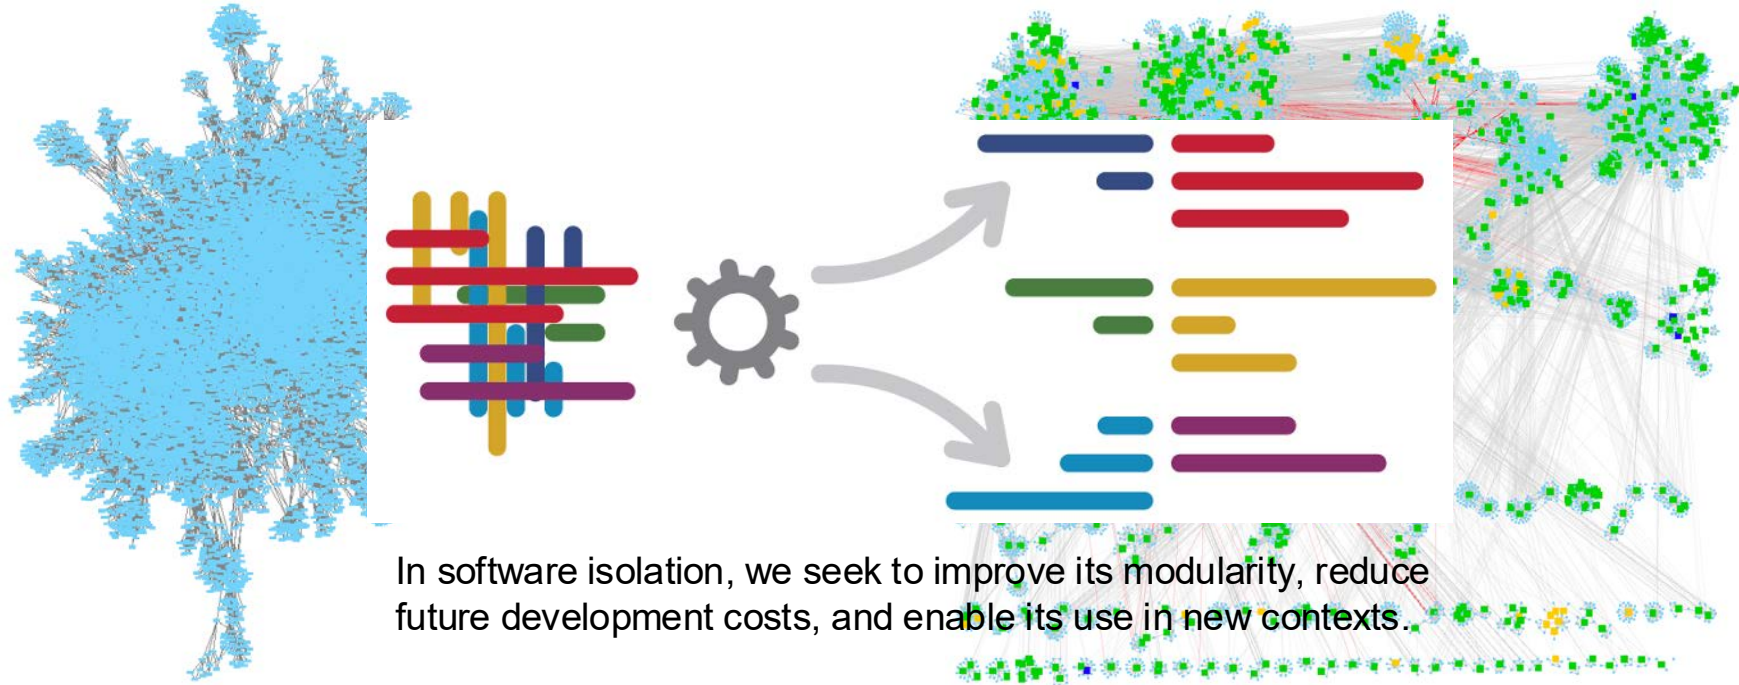 In software isolation, we seek to improve its modularity, reduce
future development costs, and enable its use in new contexts.